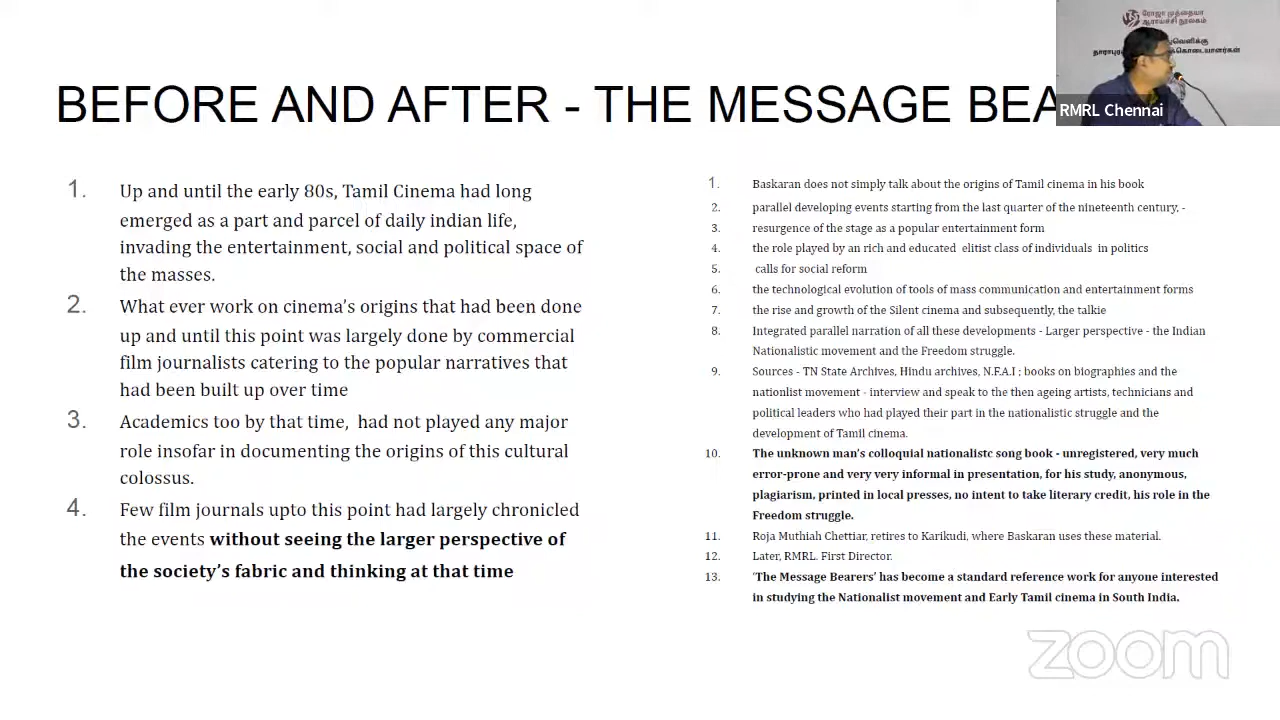 ரோஜா முத்தையா
ஆராய்ச்சி நூலகம்
RMRL Chennai
BEFORE AND AFTER - THE MESSAGE BEA
1. Up and until the early 80s, Tamil Cinema had long
emerged as a part and parcel of daily indian life,
invading the entertainment, social and political space of
the masses.
2. What ever work on cinema's origins that had been done
up and until this point was largely done by commercial
film journalists catering to the popular narratives that
had been built up over time
3. Academics too by that time, had not played any major
role insofar in documenting the origins of this cultural
colossus.
4. Few film journals upto this point had largely chronicled
the events without seeing the larger perspective of
the society's fabric and thinking at that time
1. Baskaran does not simply talk about the origins of Tamil cinema in his book
2. parallel developing events starting from the last quarter of the nineteenth century, -
3. resurgence of the stage as a popular entertainment form
4. the role played by an rich and educated elitist class of individuals in politics
5. calls for social reform
6. the technological evolution of tools of mass communication and entertainment forms
7. the rise and growth of the Silent cinema and subsequently, the talkie
8. Integrated parallel narration of all these developments - Larger perspective - the Indian
Nationalistic movement and the Freedom struggle.
9. Sources - TN State Archives, Hindu archives, N.F.A.I ; books on biographies and the
nationlist movement - interview and speak to the then ageing artists, technicians and
political leaders who had played their part in the nationalistic struggle and the
development of Tamil cinema.
10. The unknown man's colloquial nationalistc song book - unregistered, very much
error-prone and very very informal in presentation, for his study, anonymous,
plagiarism, printed in local presses, no intent to take literary credit, his role in the
Freedom struggle.
11. Roja Muthiah Chettiar, retires to Karikudi, where Baskaran uses these material.
12. Later, RMRL. First Director.
13. 'The Message Bearers' has become a standard reference work for anyone interested
in studying the Nationalist movement and Early Tamil cinema in South India.
zoom